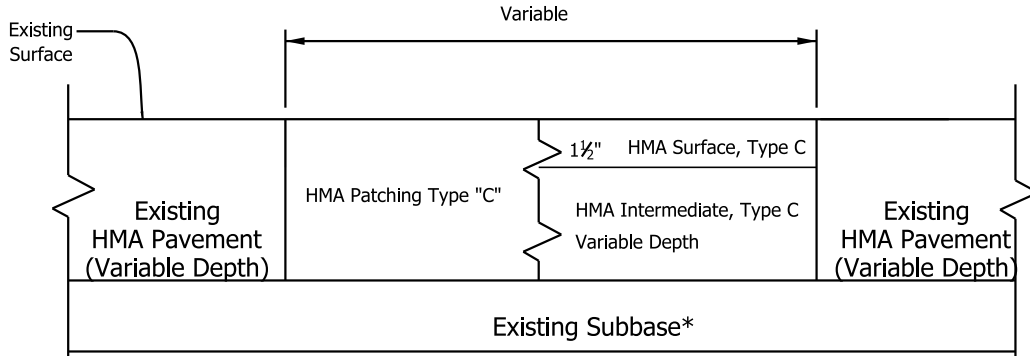 Variable
Existing
Surface
1½"
HMA Surface, Type C
HMA Patching Type "C"
HMA Intermediate, Type C
Variable Depth
Existing
HMA Pavement
(Variable Depth)
Existing
HMA Pavement
(Variable Depth)
Existing Subbase*